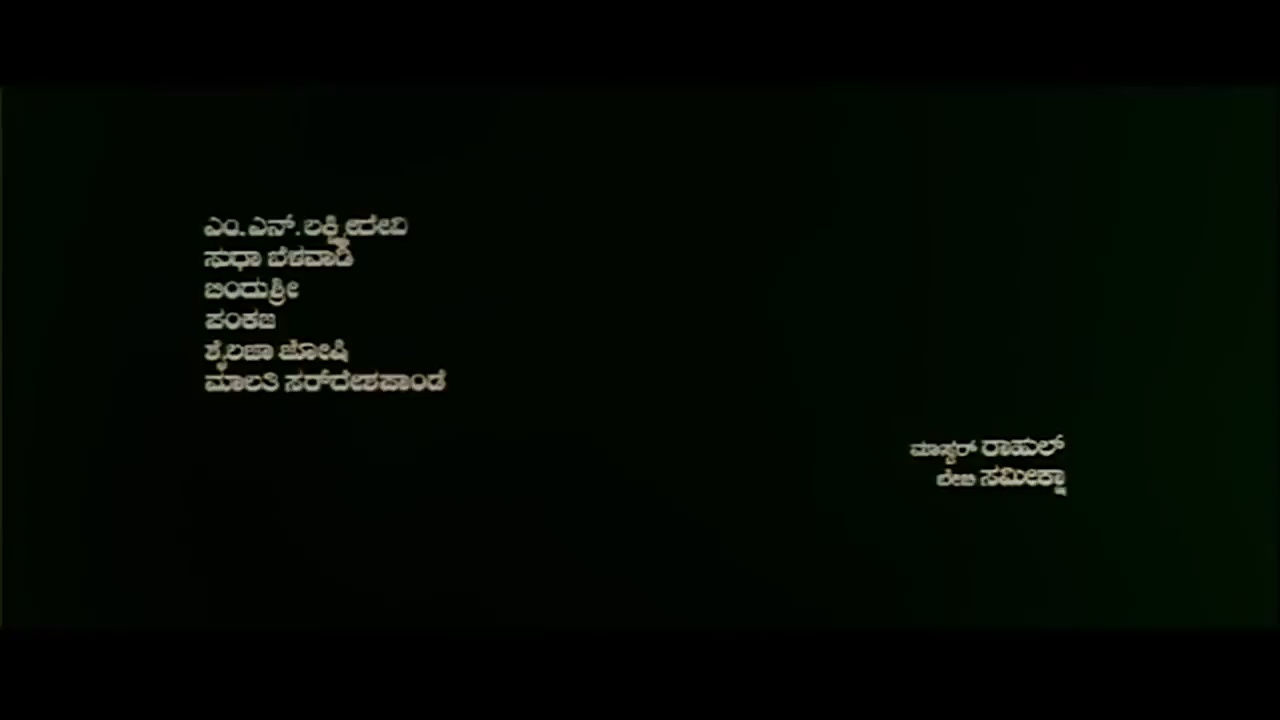 ಎಂ. ಎನ್. ಲಕ್ಷ್ಮೀದೇವಿ
ಸುಧಾ ಬೆಳವಾಡಿ
ಬಿಂದುಶ್ರೀ
ಪಂಕಜ
ಶೈಲಜಾ ಜೋಷಿ
ಮಾಲತಿ ಸರ್‌ದೇಶಪಾಂಡೆ
ಮಾಸ್ಟರ್ ರಾಹುಲ್
ಬೇಬಿ ಸಮೀಕ್ಷಾ